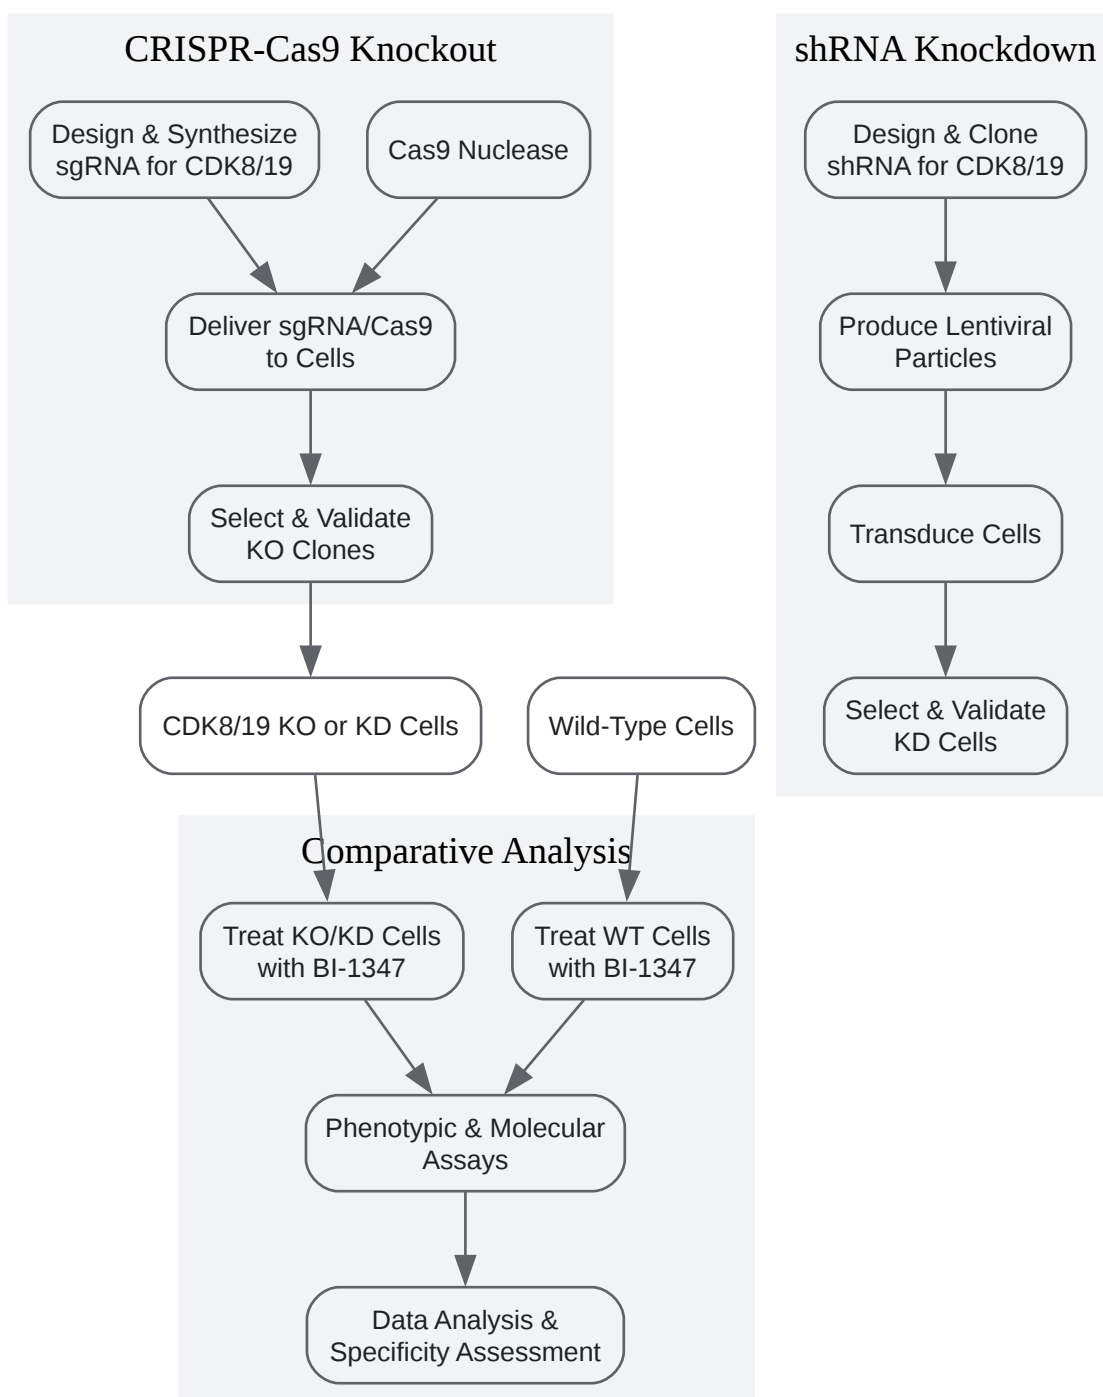 CRISPR-Cas9 Knockout
Design & Synthesize
sgRNA for CDK8/19
Cas9 Nuclease
Deliver sgRNA/Cas9
to Cells
Select & Validate
KO Clones
shRNA Knockdown
Design & Clone
shRNA for CDK8/19
Produce Lentiviral
Particles
Transduce Cells
Select & Validate
KD Cells
CDK8/19 KO or KD Cells
Wild-Type Cells
Comparative Analysis
Treat KO/KD Cells
with BI-1347
Treat WT Cells
with BI-1347
Phenotypic & Molecular
Assays
Data Analysis &
Specificity Assessment